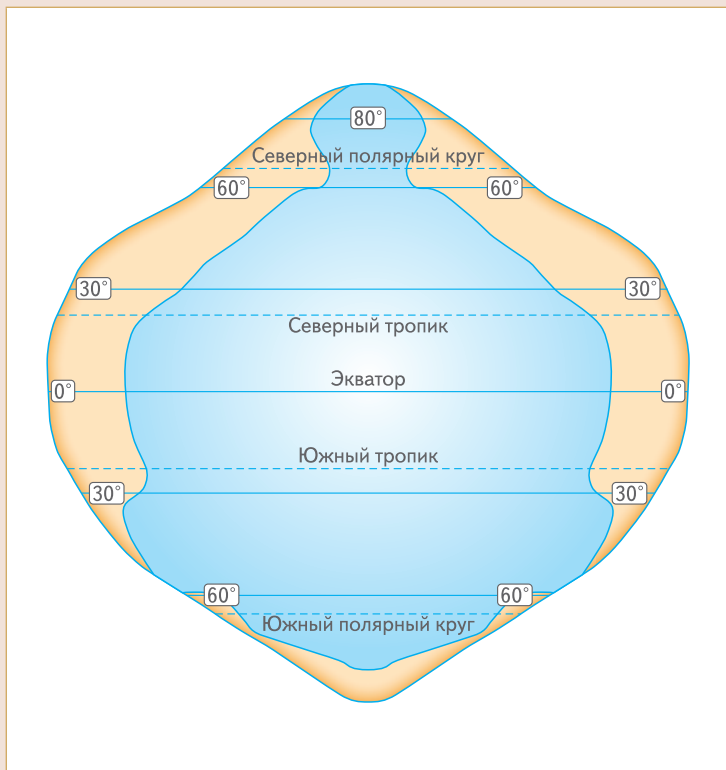 80°
Северный полярный круг
60° 60°
30° 30°
Северный тропик
Экватор
0° 0°
Южный тропик
30° 30°
60° 60°
Южный полярный круг